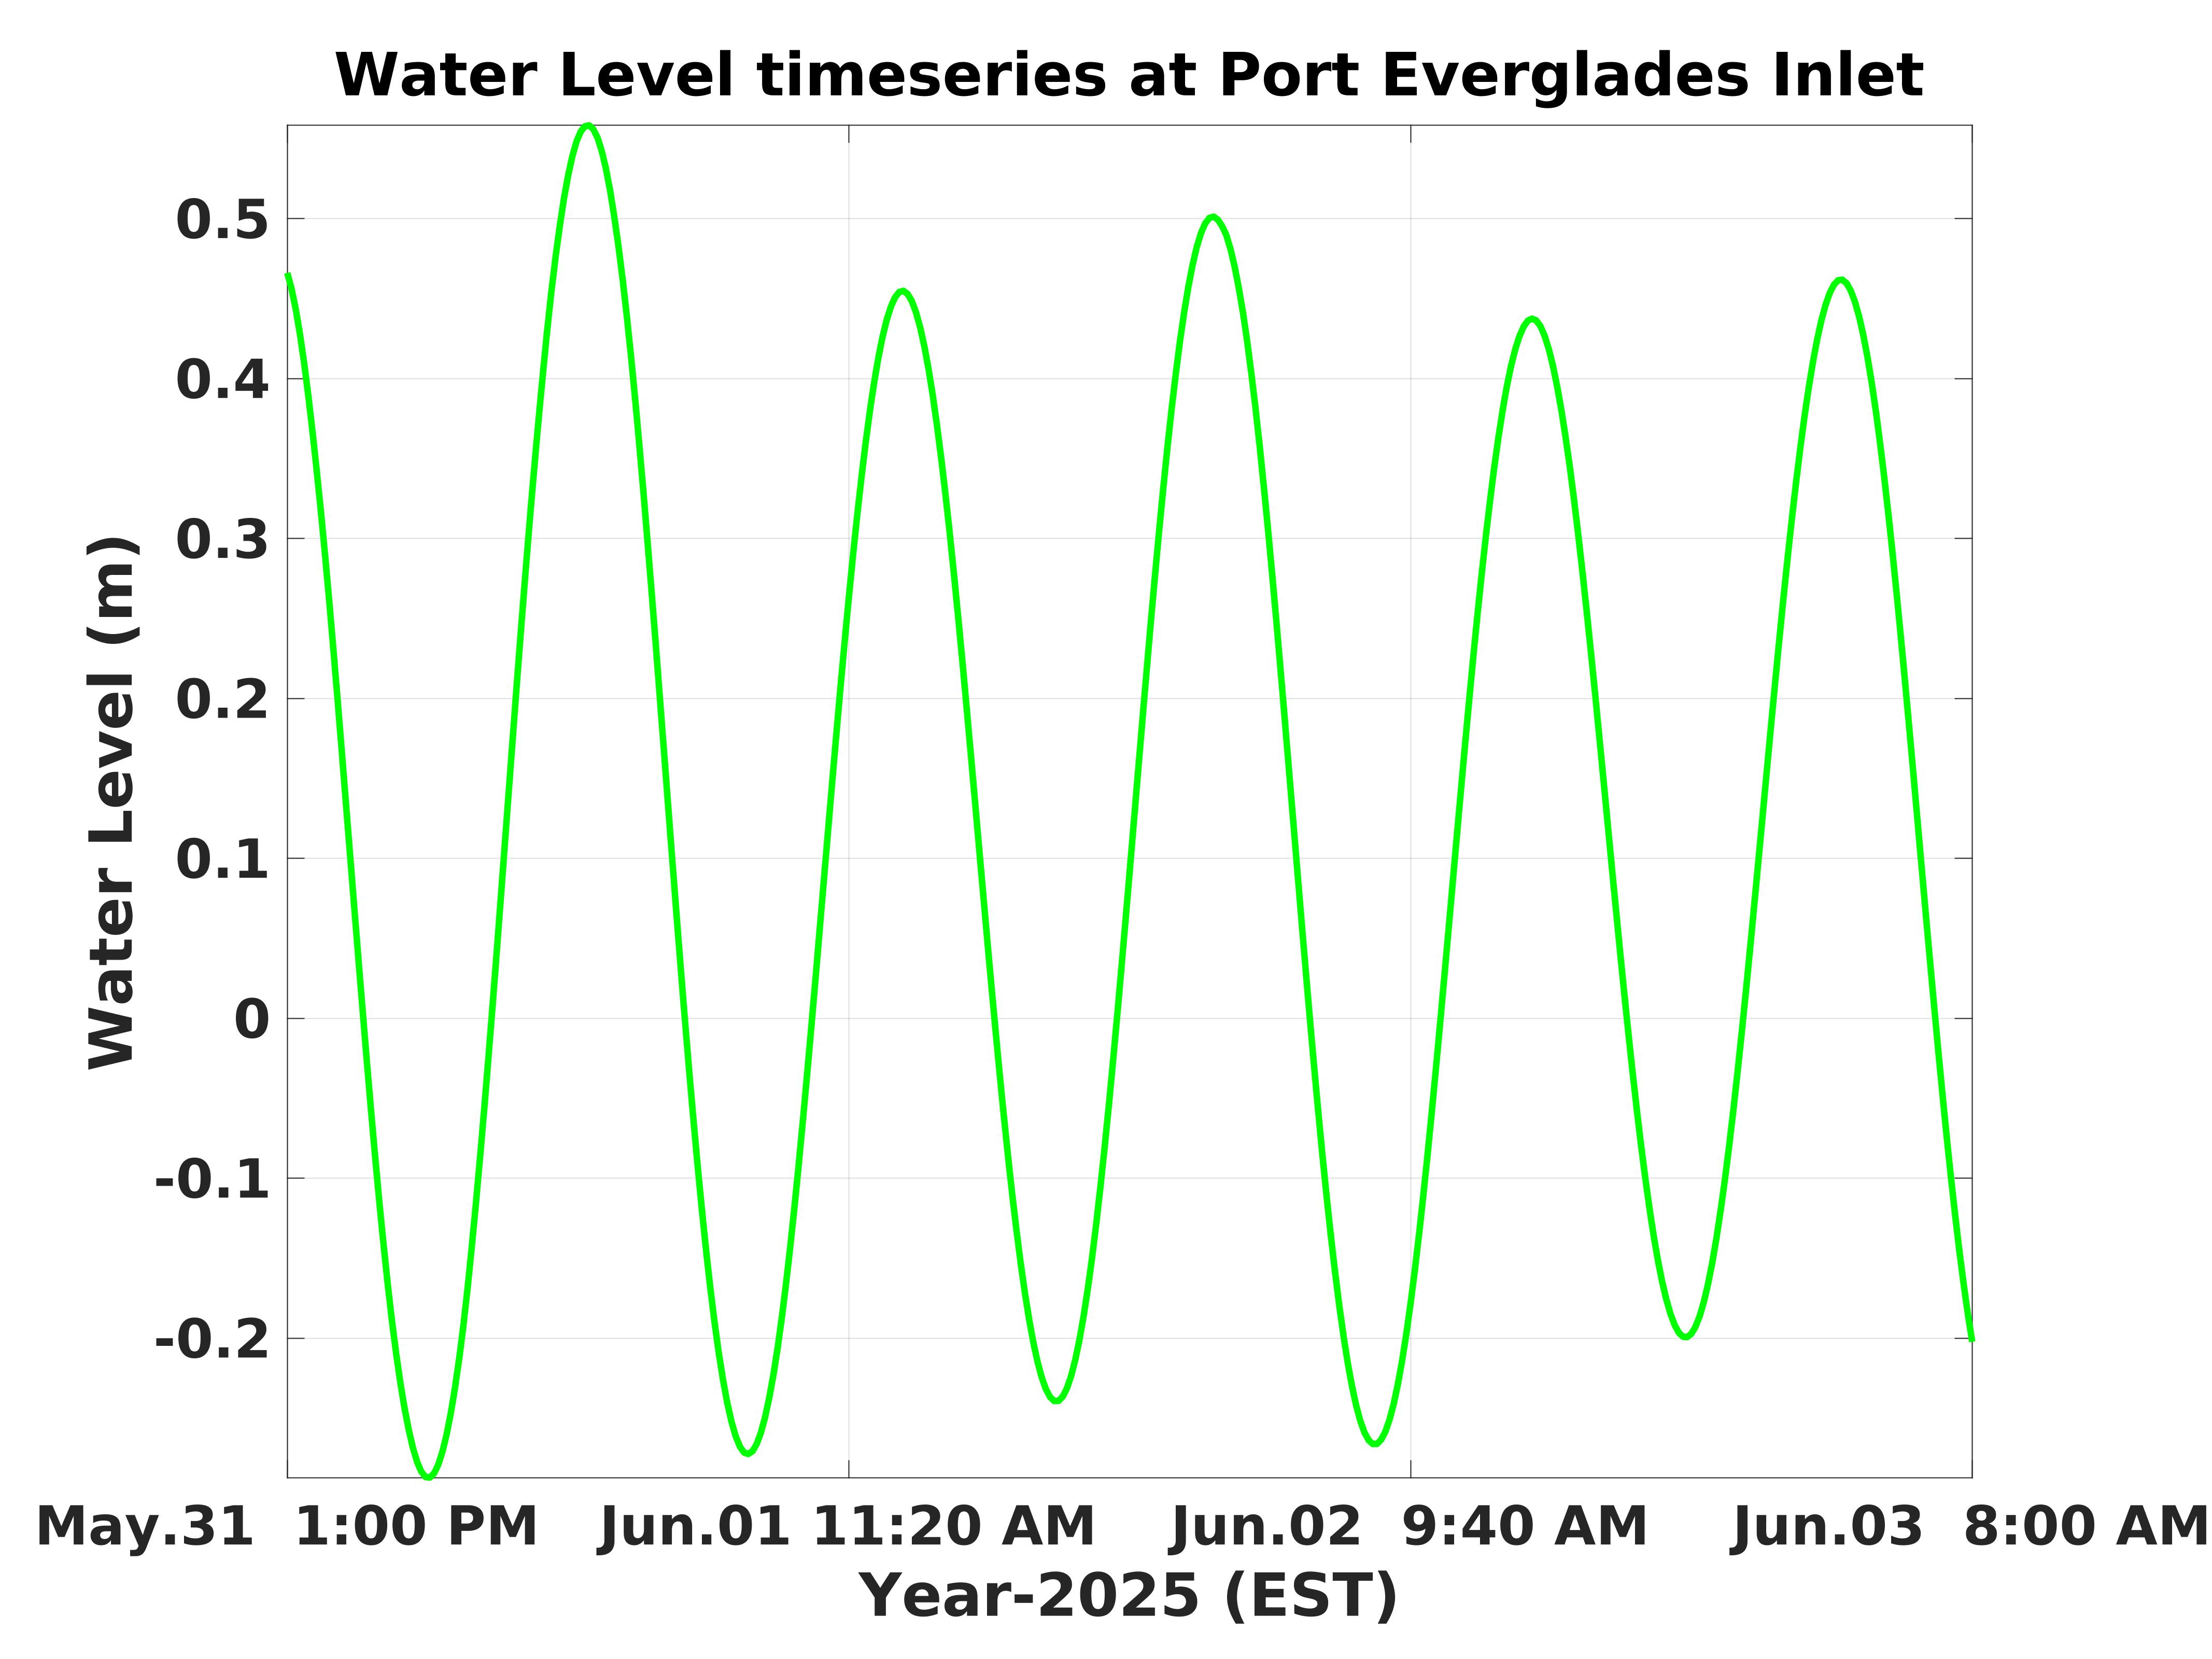 Water Level timeseries at Port Everglades Inlet
0.5
0.4
0.3
0.2
0.1
0
-0.1
-0.2
Water Level (m)
May.31 1:00 PM Jun.01 11:20 AM Jun.02 9:40 AM Jun.03 8:00 AM
Year-2025 (EST)